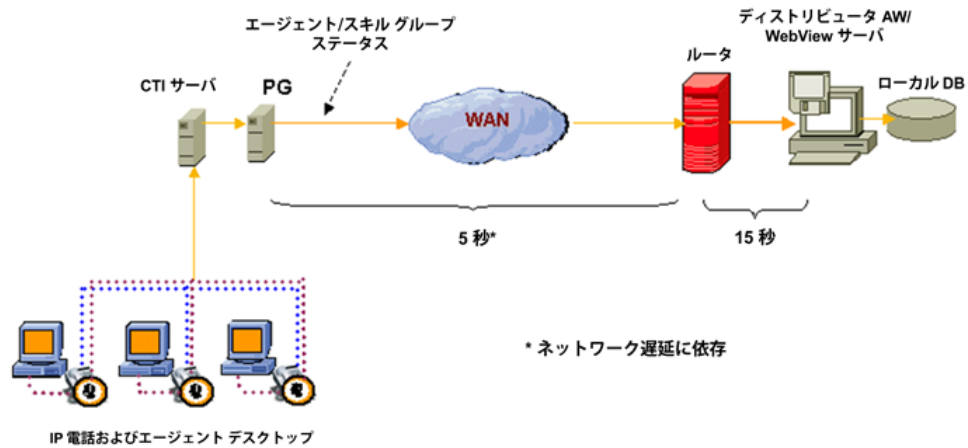 エージェント/スキル グループ
ステータス
ディストリビュータ AW/
WebView サーバ
ルータ
CTI サーバ
PG
ローカル DB
WAN
5 秒*
15 秒
* ネットワーク遅延に依存
IP 電話およびエージェント デスクトップ